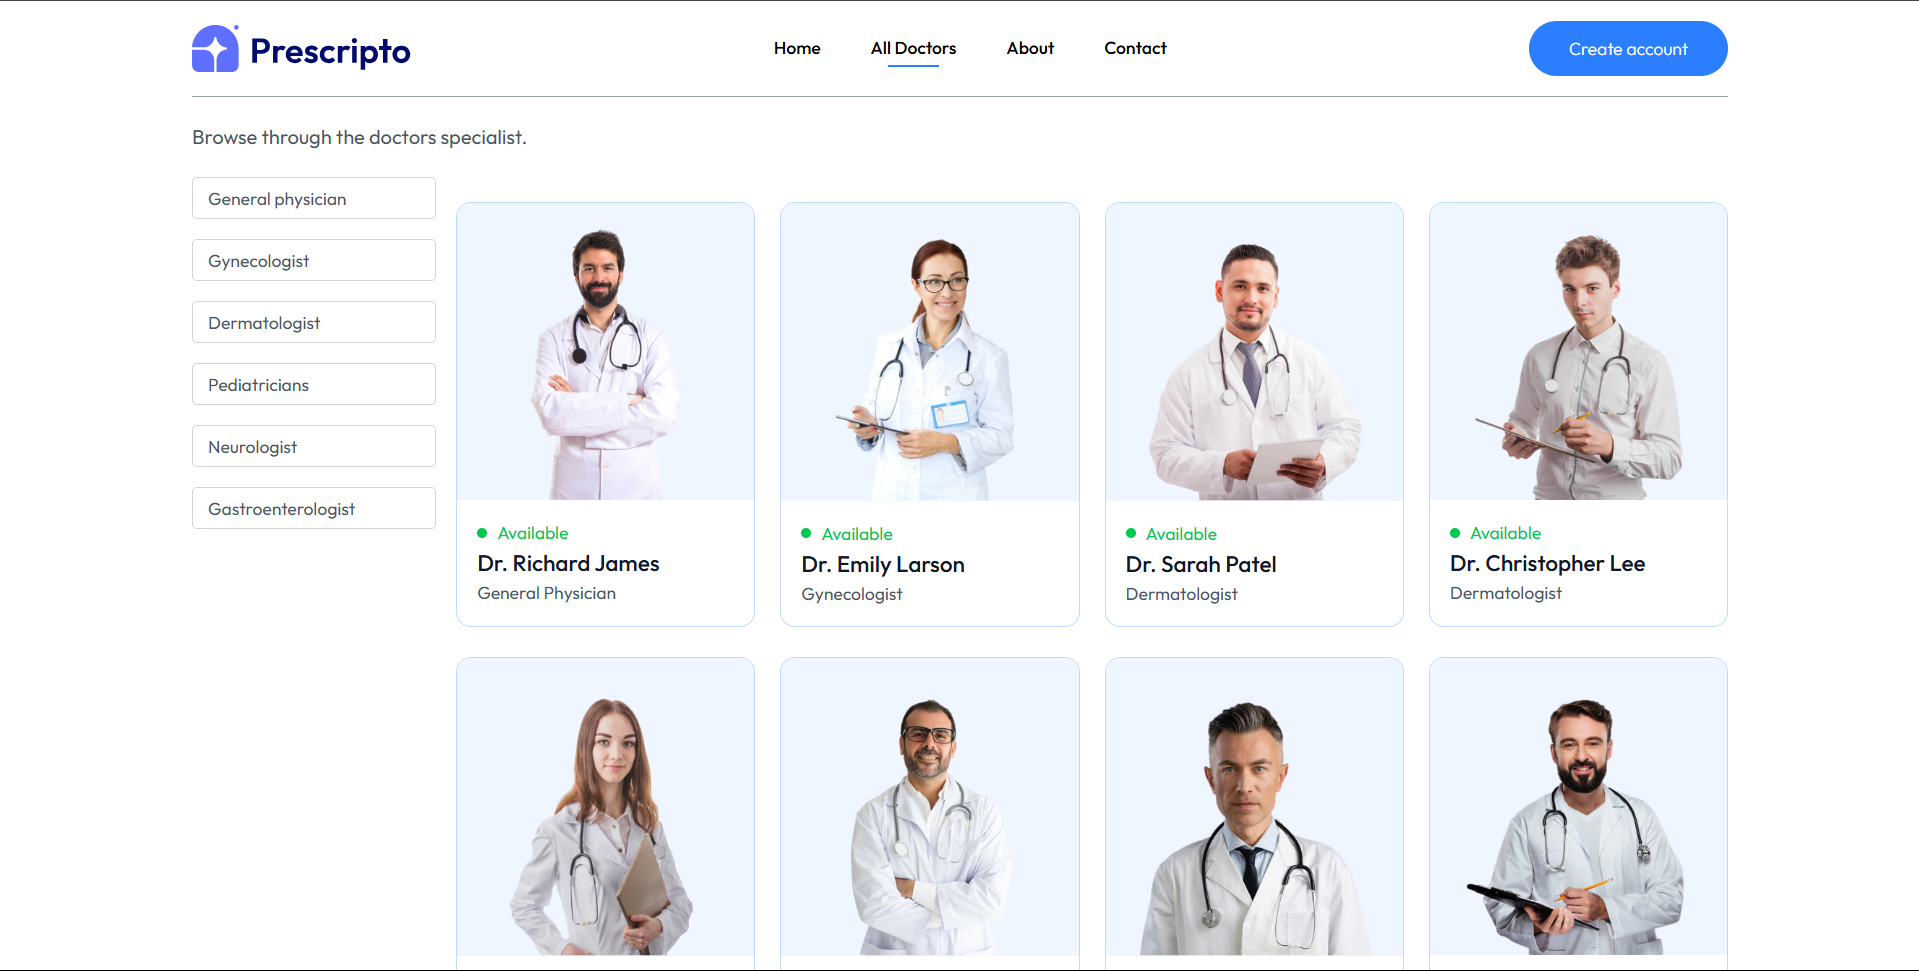 Prescripto
Home
All Doctors
About
Contact
Create account
Browse through the doctors specialist.
General physician
Gynecologist
Dermatologist
Pediatricians
Neurologist
Gastroenterologist
Available
Dr. Richard James
General Physician
Available
Dr. Emily Larson
Gynecologist
Available
Dr. Sarah Patel
Dermatologist
Available
Dr. Christopher Lee
Dermatologist